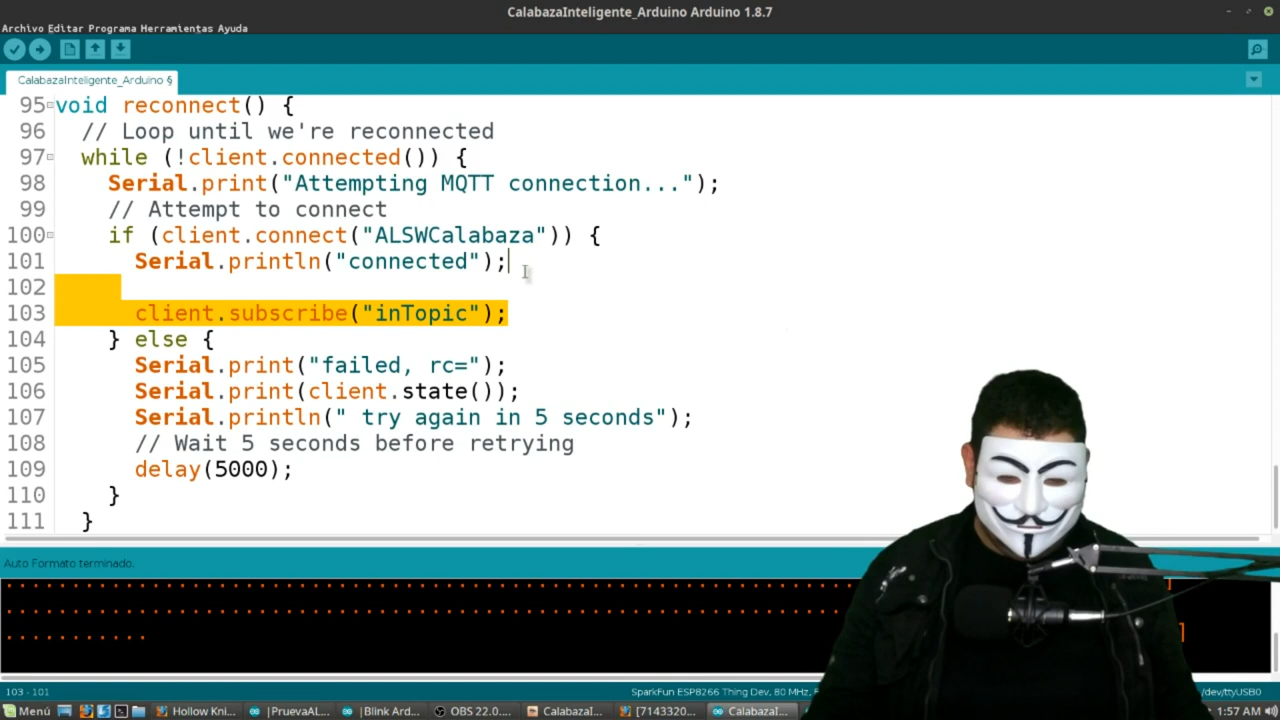 CalabazaInteligente_Arduino Arduino 1.8.7
Archivo Editar Programa Herramientas Ayuda
CalabazaInteligente_Arduino §
95 void reconnect() {
96 // Loop until we're reconnected
97 while (!client.connected()) {
98 Serial.print("Attempting MQTT connection...");
99 // Attempt to connect
100 if (client.connect("ALSWCalabaza")) {
101 Serial.println("connected");
102
103 client.subscribe("inTopic");
104 } else {
105 Serial.print("failed, rc=");
106 Serial.print(client.state());
107 Serial.println(" try again in 5 seconds");
108 // Wait 5 seconds before retrying
109 delay(5000);
110 }
111 }
Auto Formato terminado.
103 - 101
SparkFun ESP8266 Thing Dev, 80 MHz,
/dev/ttyUSB0
Menú
Hollow Kni...
|PruevaAL...
|Blink Ard...
OBS 22.0....
CalabazaI...
[7143320...
CalabazaI...
1:57 AM